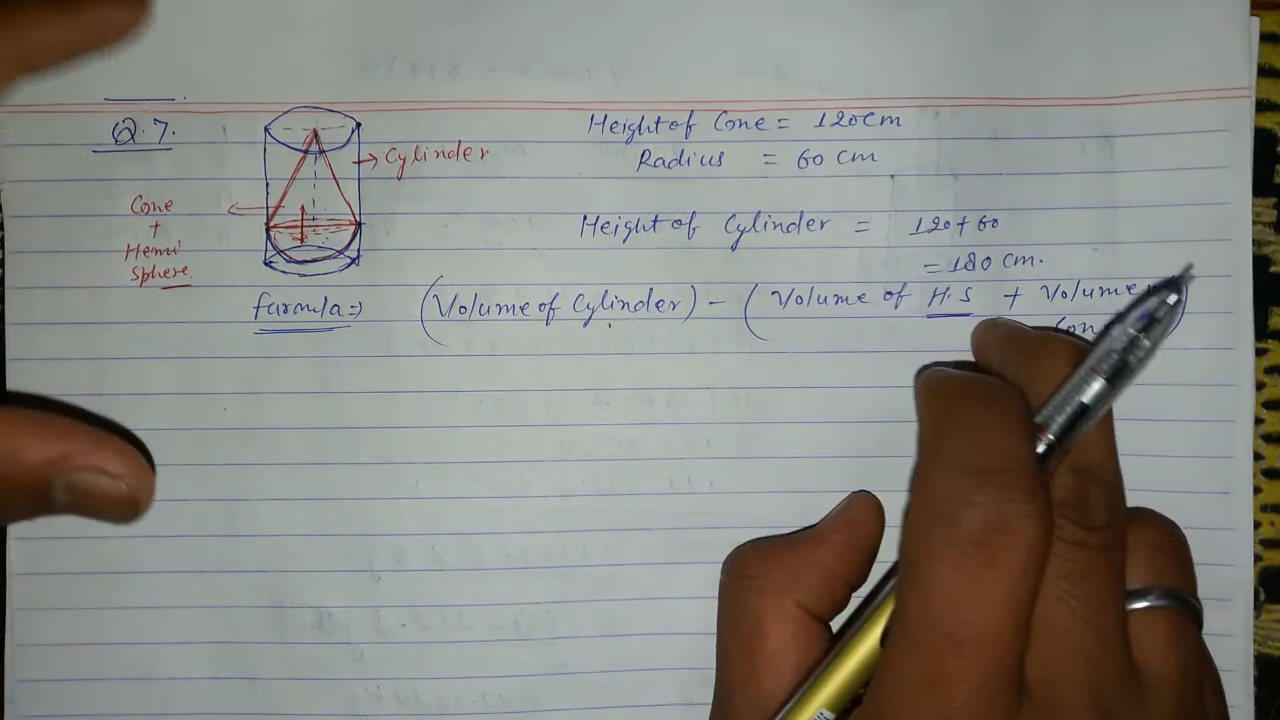 Q.7.
Height of Cone = 120cm
Radius = 60 cm
→ Cylinder
Cone
+
Hemi
sphere.
Height of Cylinder = 120+60
= 180 cm.
farmula⇒ (Volume of Cylinder) - (Volume of H.S + Volume